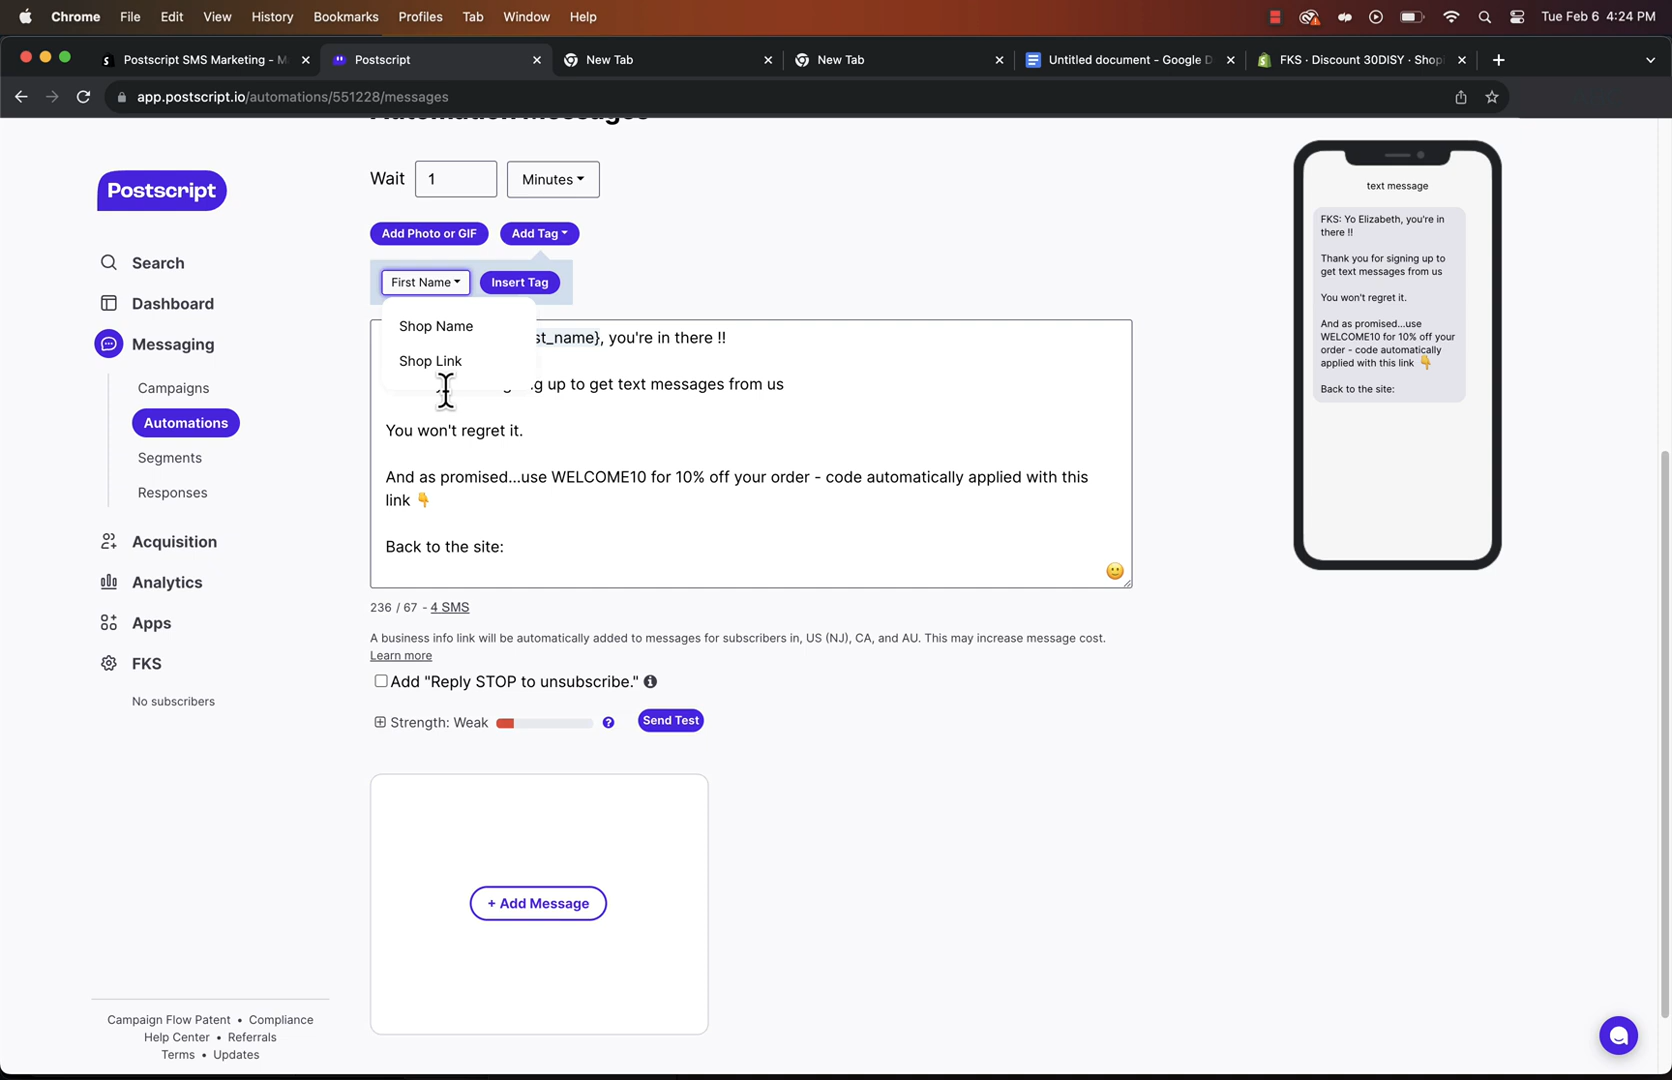 Chrome File Edit View History Bookmarks Profiles Tab Window Help Tue Feb 6 4:24 PM
Postscript SMS Marketing - M Postscript New Tab New Tab Untitled document - Google D FKS · Discount 30DISY · Shop
app.postscript.io/automations/551228/messages
Automation Messages
Wait 1 Minutes
Add Photo or GIF Add Tag
First Name Insert Tag
Shop Name
Shop Link
st_name}, you're in there !!
g up to get text messages from us
You won't regret it.
And as promised...use WELCOME10 for 10% off your order - code automatically applied with this
link 👇
Back to the site:
236 / 67 - 4 SMS
A business info link will be automatically added to messages for subscribers in, US (NJ), CA, and AU. This may increase message cost.
Learn more
Add "Reply STOP to unsubscribe."
Strength: Weak ? Send Test
+ Add Message
Postscript
Search
Dashboard
Messaging
Campaigns
Automations
Segments
Responses
Acquisition
Analytics
Apps
FKS
No subscribers
Campaign Flow Patent • Compliance
Help Center • Referrals
Terms • Updates
text message
FKS: Yo Elizabeth, you're in
there !!
Thank you for signing up to
get text messages from us
You won't regret it.
And as promised...use
WELCOME10 for 10% off your
order - code automatically
applied with this link 👇
Back to the site: